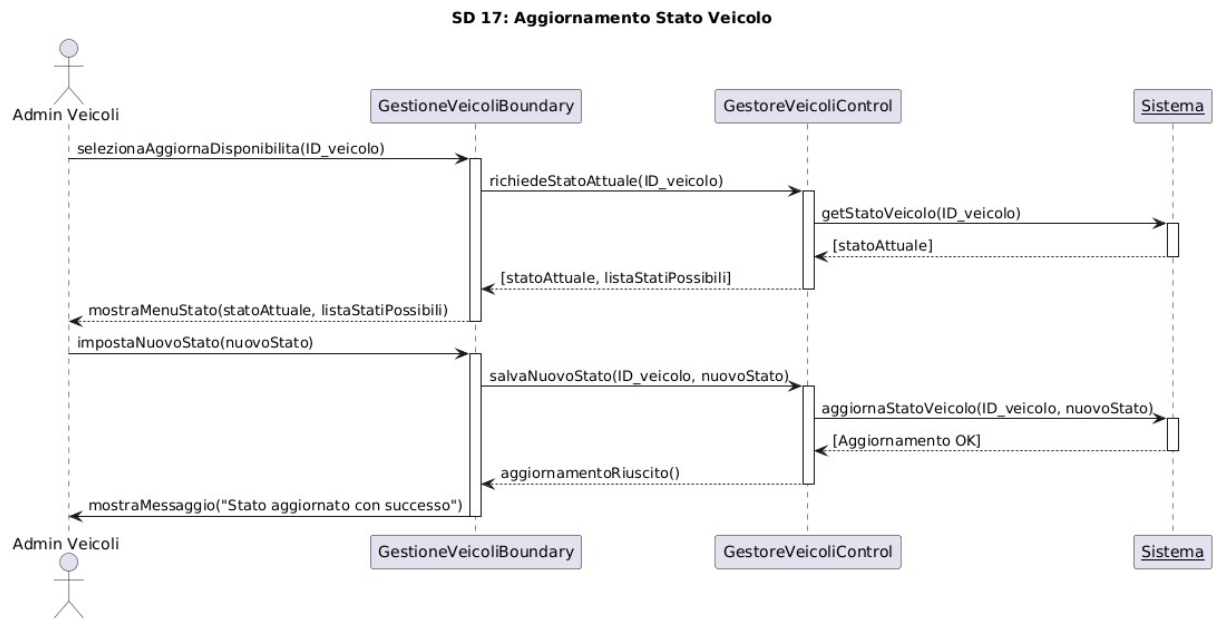 SD 17: Aggiornamento Stato Veicolo
Admin Veicoli
GestioneVeicoliBoundary
GestoreVeicoliControl
Sistema
selezionaAggiornaDisponibilita(ID_veicolo)
richiedeStatoAttuale(ID_veicolo)
getStatoVeicolo(ID_veicolo)
[statoAttuale]
[statoAttuale, listaStatiPossibili]
mostraMenuStato(statoAttuale, listaStatiPossibili)
impostaNuovoStato(nuovoStato)
salvaNuovoStato(ID_veicolo, nuovoStato)
aggiornaStatoVeicolo(ID_veicolo, nuovoStato)
[Aggiornamento OK]
aggiornamentoRiuscito()
mostraMessaggio("Stato aggiornato con successo")
Admin Veicoli
GestioneVeicoliBoundary
GestoreVeicoliControl
Sistema